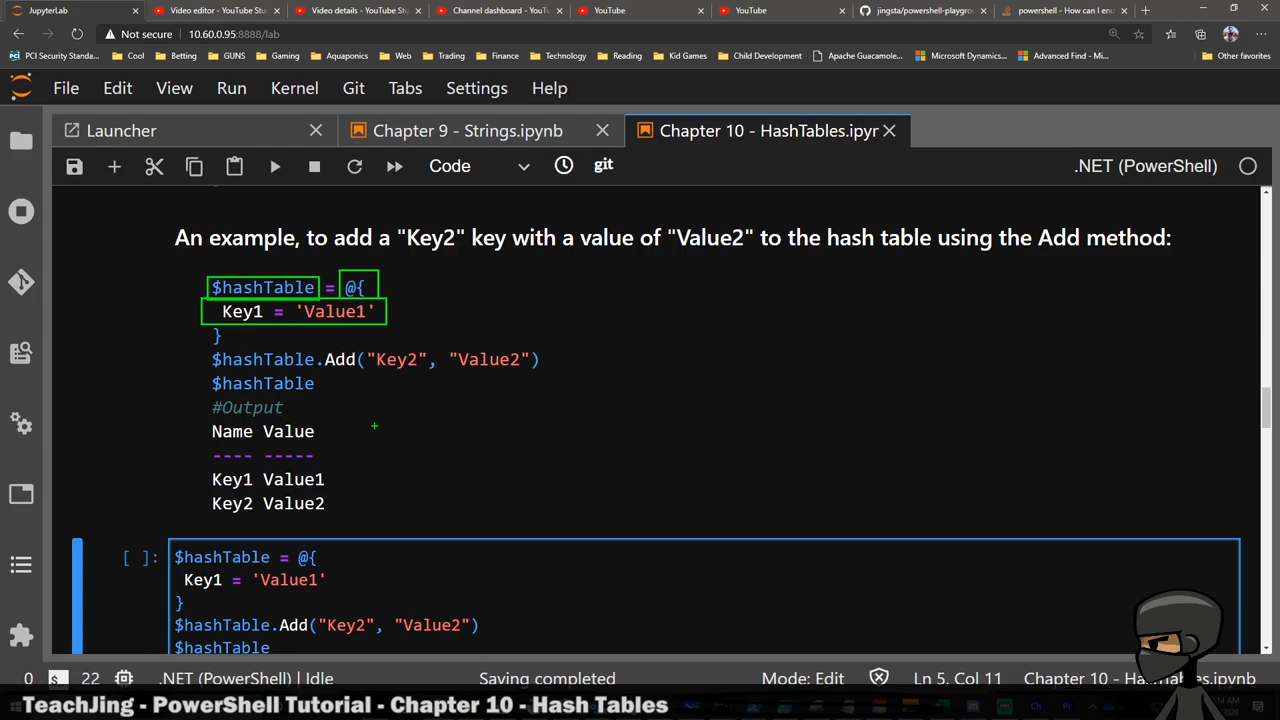 JupyterLab
Video editor - YouTube Stu
Video details - YouTube Stu
Channel dashboard - YouTu
YouTube
YouTube
jingsta/powershell-playgro
powershell - How can I enu
Not secure
10.60.0.95:8888/lab
PCI Security Standa...
Cool
Betting
GUNS
Gaming
Aquaponics
Web
Trading
Finance
Technology
Reading
Kid Games
Child Development
Apache Guacamole...
Microsoft Dynamics...
Advanced Find - Mi...
Other favorites
File Edit View Run Kernel Git Tabs Settings Help
Launcher
Chapter 9 - Strings.ipynb
Chapter 10 - HashTables.ipyr
Code
git
.NET (PowerShell)
An example, to add a "Key2" key with a value of "Value2" to the hash table using the Add method:
$hashTable = @{
Key1 = 'Value1'
}
$hashTable.Add("Key2", "Value2")
$hashTable
#Output
Name Value
---- -----
Key1 Value1
Key2 Value2
[ ]:
$hashTable = @{
Key1 = 'Value1'
}
$hashTable.Add("Key2", "Value2")
$hashTable
0
22
.NET (PowerShell) | Idle
Saving completed
Mode: Edit
Ln 5, Col 11
TeachJing - PowerShell Tutorial - Chapter 10 - Hash Tables